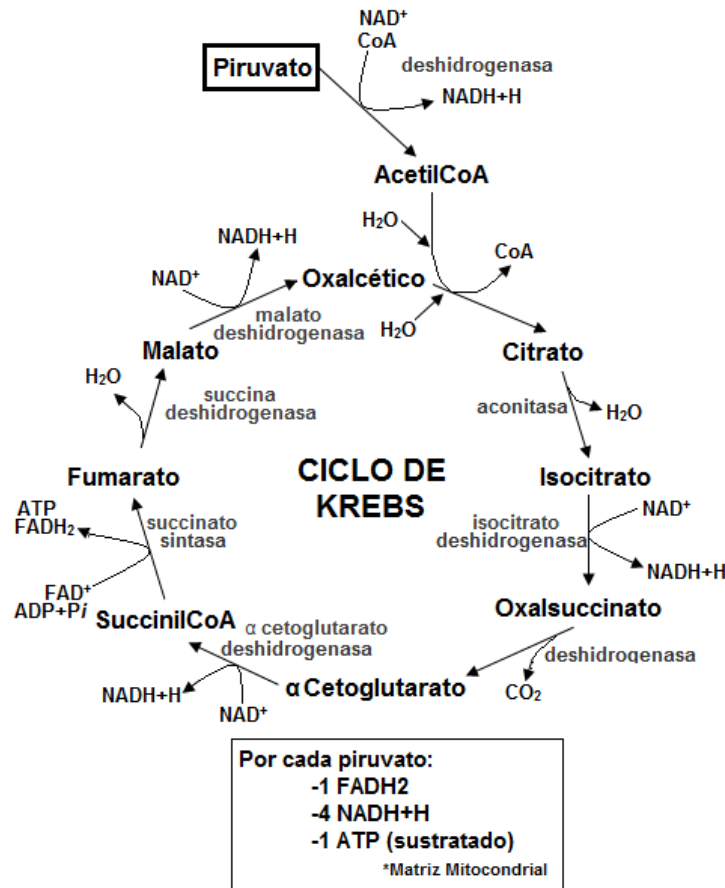 NAD⁺
CoA
deshidrogenasa
Piruvato
NADH+H
AcetilCoA
H₂O
CoA
NADH+H
NAD⁺
Oxalcético
H₂O
malato
deshidrogenasa
Malato
Citrato
H₂O
succina
deshidrogenasa
aconitasa
H₂O
Fumarato
CICLO DE
KREBS
Isocitrato
ATP
FADH₂
succinato
sintasa
isocitrato
deshidrogenasa
NAD⁺
NADH+H
FAD⁺
ADP+Pi
SuccinilCoA
α cetoglutarato
deshidrogenasa
Oxalsuccinato
deshidrogenasa
NADH+H
NAD⁺
α Cetoglutarato
CO₂
Por cada piruvato:
-1 FADH2
-4 NADH+H
-1 ATP (sustratado)
*Matriz Mitocondrial